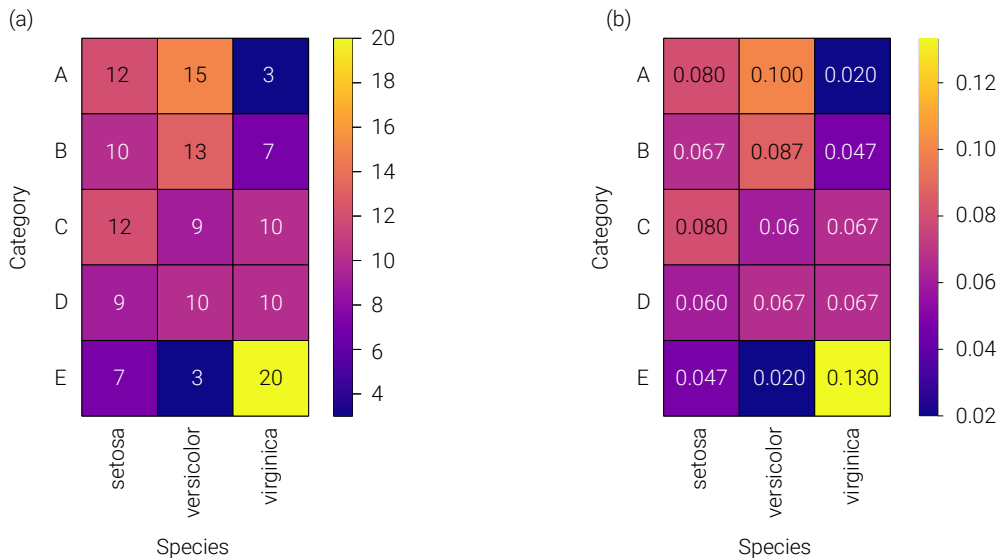 (a)
20
A 12 15 3
18
16
B 10 13 7
14
12
C 12 9 10
10
8
D 9 10 10
6
E 7 3 20
4
setosa
versicolor
virginica
Category
Species
(b)
A 0.080 0.100 0.020
0.12
B 0.067 0.087 0.047
0.10
C 0.080 0.06 0.067
0.08
0.06
D 0.060 0.067 0.067
0.04
E 0.047 0.020 0.130
0.02
setosa
versicolor
virginica
Category
Species